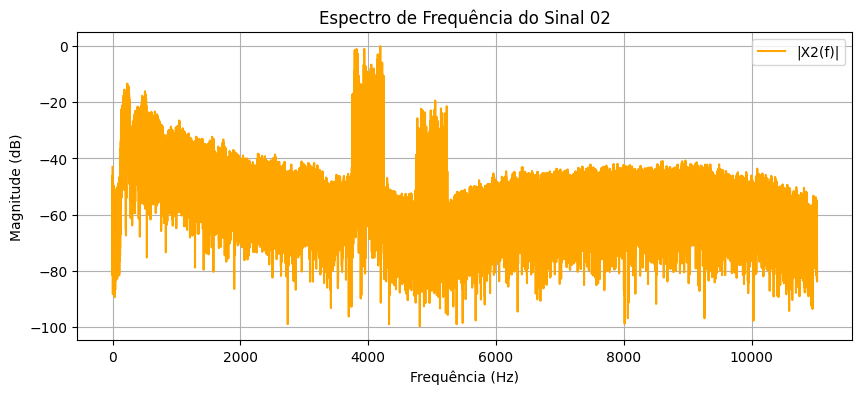 Espectro de Frequência do Sinal 02
|X2(f)|
Magnitude (dB)
0
−20
−40
−60
−80
−100
0 2000 4000 6000 8000 10000
Frequência (Hz)